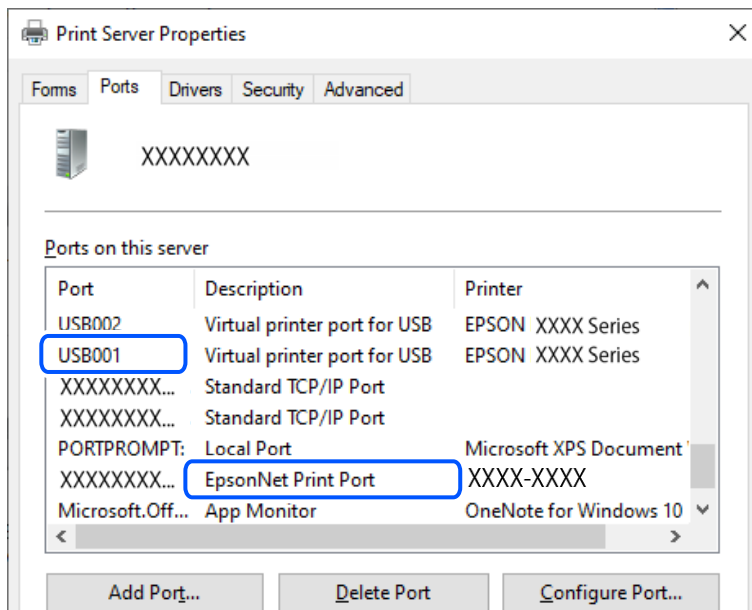 Print Server Properties
Forms Ports Drivers Security Advanced
XXXXXXXX
Ports on this server
Port Description Printer
USB002 Virtual printer port for USB EPSON XXXX Series
USB001 Virtual printer port for USB EPSON XXXX Series
XXXXXXXX... Standard TCP/IP Port
XXXXXXXX... Standard TCP/IP Port
PORTPROMPT: Local Port Microsoft XPS Document
XXXXXXXX... EpsonNet Print Port XXXX-XXXX
Microsoft.Off... App Monitor OneNote for Windows 10
Add Port... Delete Port Configure Port...